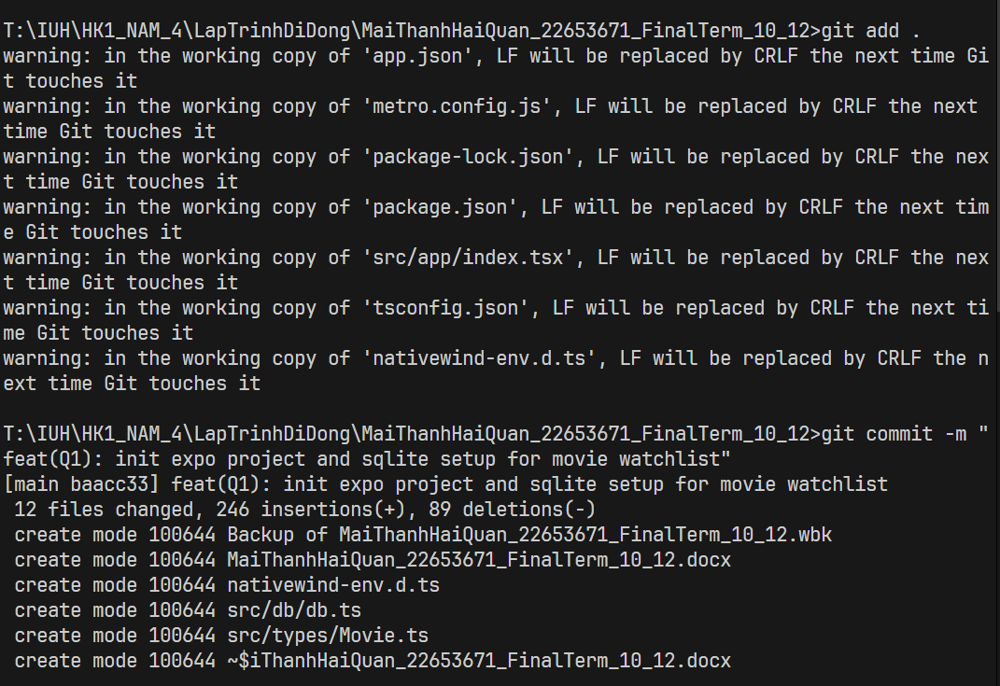 T:\IUH\HK1_NAM_4\LapTrinhDiDong\MaiThanhHaiQuan_22653671_FinalTerm_10_12>git add .
warning: in the working copy of 'app.json', LF will be replaced by CRLF the next time Gi
t touches it
warning: in the working copy of 'metro.config.js', LF will be replaced by CRLF the next
time Git touches it
warning: in the working copy of 'package-lock.json', LF will be replaced by CRLF the nex
t time Git touches it
warning: in the working copy of 'package.json', LF will be replaced by CRLF the next tim
e Git touches it
warning: in the working copy of 'src/app/index.tsx', LF will be replaced by CRLF the nex
t time Git touches it
warning: in the working copy of 'tsconfig.json', LF will be replaced by CRLF the next ti
me Git touches it
warning: in the working copy of 'nativewind-env.d.ts', LF will be replaced by CRLF the n
ext time Git touches it
T:\IUH\HK1_NAM_4\LapTrinhDiDong\MaiThanhHaiQuan_22653671_FinalTerm_10_12>git commit -m "
feat(Q1): init expo project and sqlite setup for movie watchlist"
[main baacc33] feat(Q1): init expo project and sqlite setup for movie watchlist
 12 files changed, 246 insertions(+), 89 deletions(-)
 create mode 100644 Backup of MaiThanhHaiQuan_22653671_FinalTerm_10_12.wbk
 create mode 100644 MaiThanhHaiQuan_22653671_FinalTerm_10_12.docx
 create mode 100644 nativewind-env.d.ts
 create mode 100644 src/db/db.ts
 create mode 100644 src/types/Movie.ts
 create mode 100644 ~$iThanhHaiQuan_22653671_FinalTerm_10_12.docx